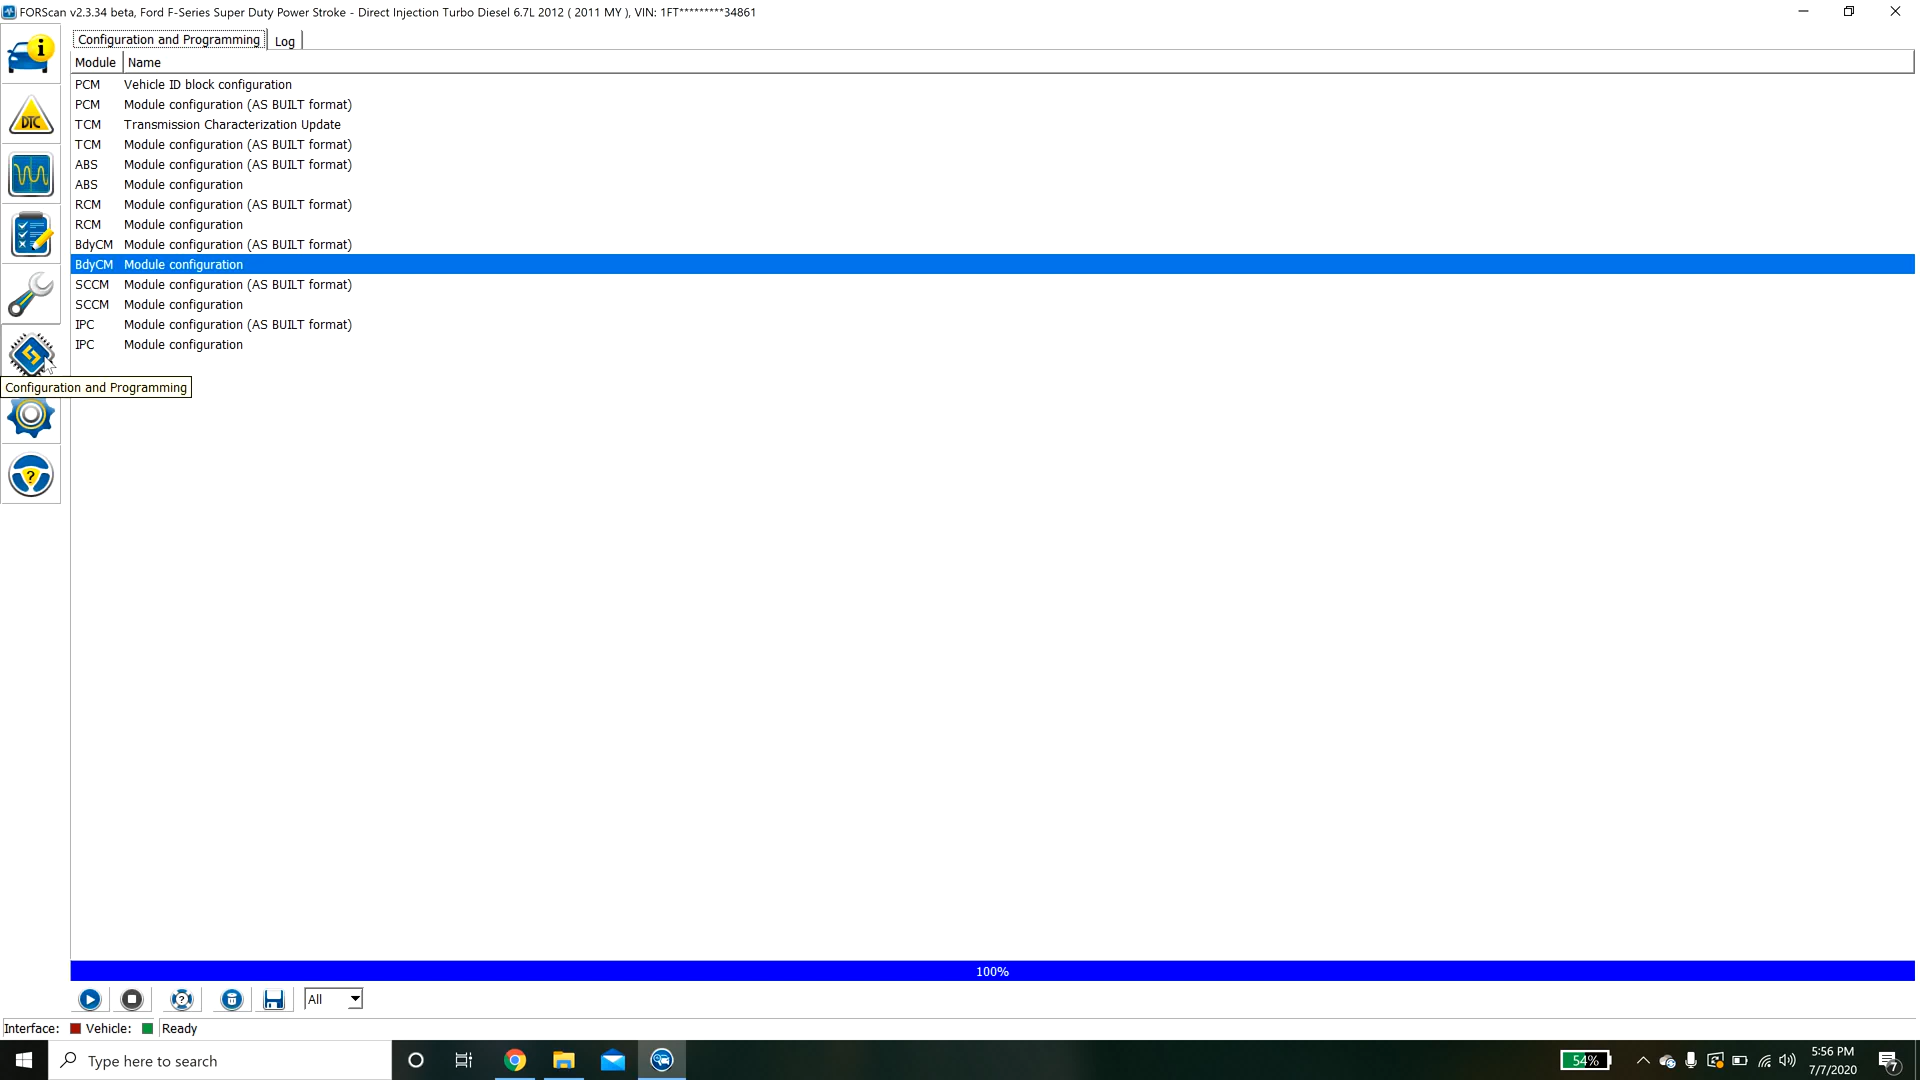 FORScan v2.3.34 beta, Ford F-Series Super Duty Power Stroke - Direct Injection Turbo Diesel 6.7L 2012 ( 2011 MY ), VIN: 1FT*********34861
Configuration and Programming Log
Module Name
PCM Vehicle ID block configuration
PCM Module configuration (AS BUILT format)
TCM Transmission Characterization Update
TCM Module configuration (AS BUILT format)
ABS Module configuration (AS BUILT format)
ABS Module configuration
RCM Module configuration (AS BUILT format)
RCM Module configuration
BdyCM Module configuration (AS BUILT format)
BdyCM Module configuration
SCCM Module configuration (AS BUILT format)
SCCM Module configuration
IPC Module configuration (AS BUILT format)
IPC Module configuration
DTC
Configuration and Programming
100%
All
Interface: Vehicle: Ready
Type here to search
54%
5:56 PM
7/7/2020
7